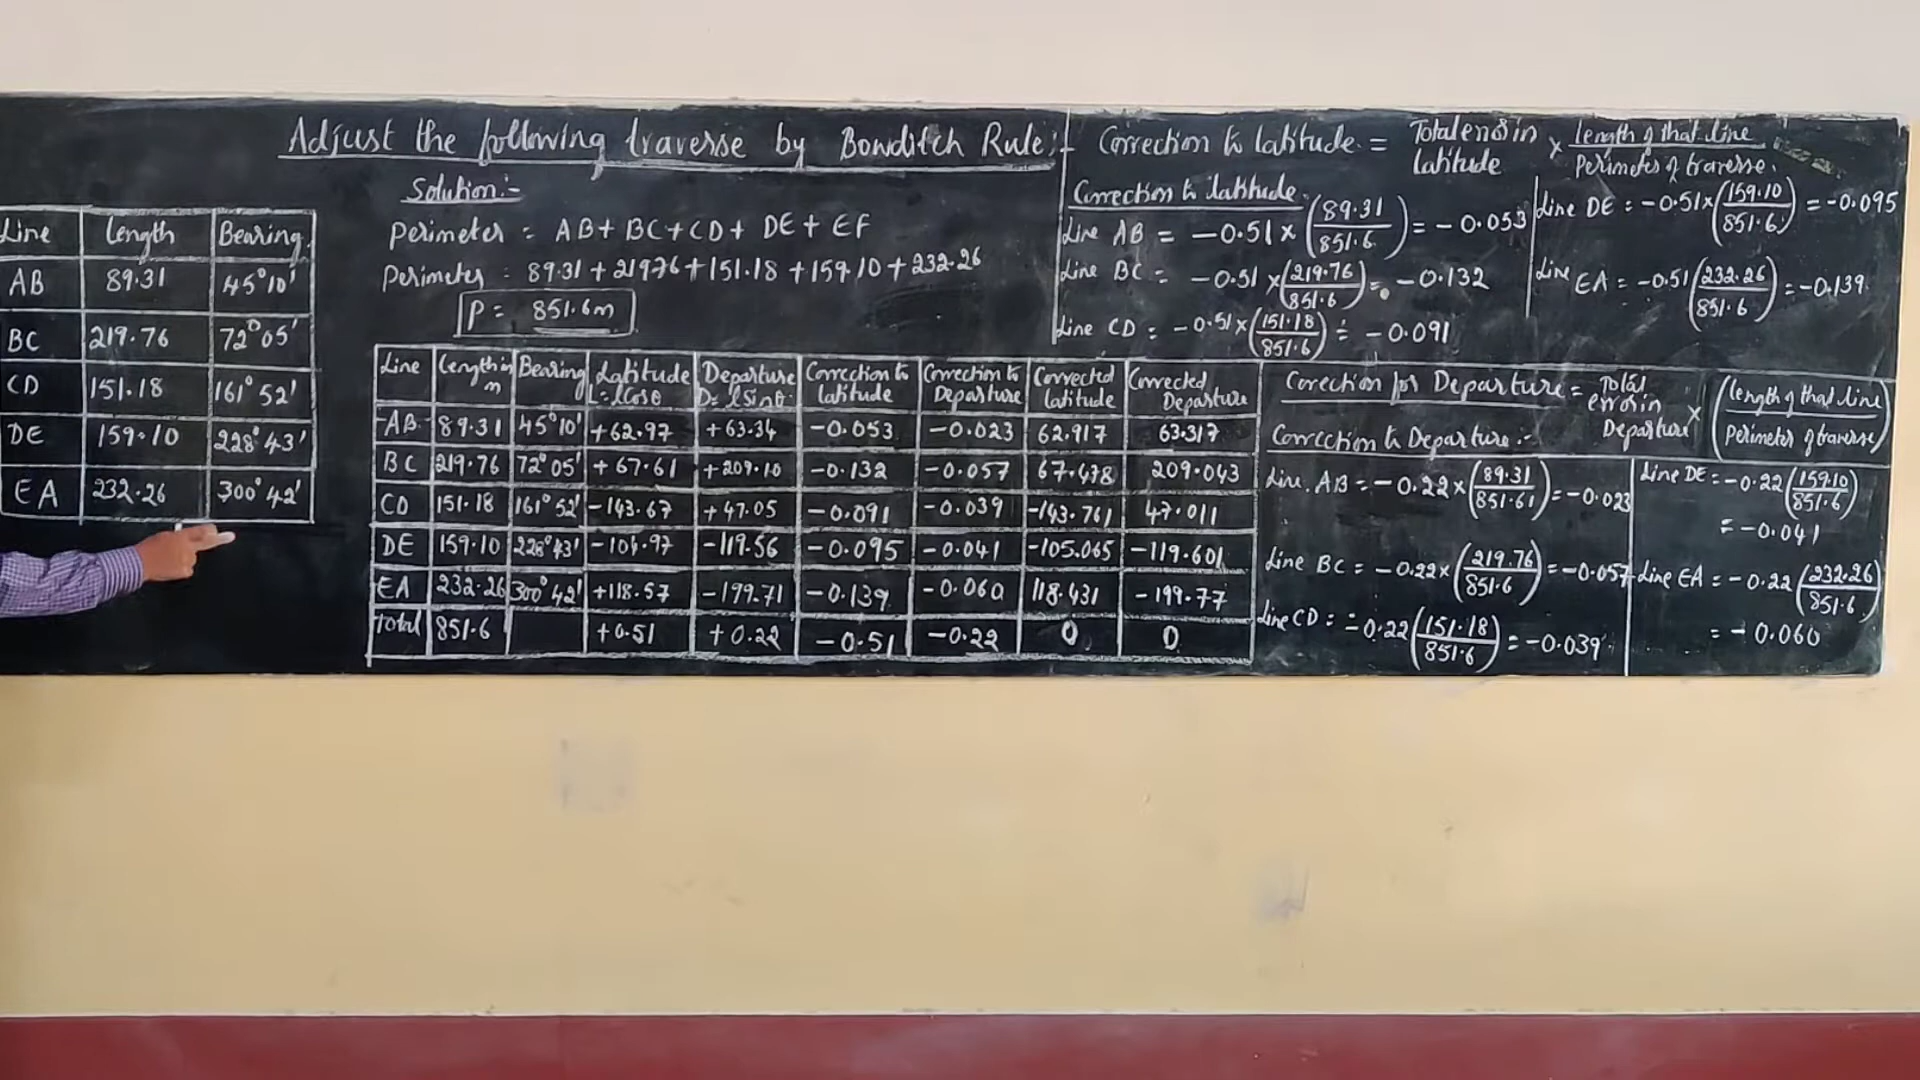 Adjust the following traverse by Bowditch Rule:-
Line Length Bearing.
AB 89.31 45°10'
BC 219.76 72°05'
CD 151.18 161°52'
DE 159.10 228°43'
EA 232.26 300°42'
Solution:-
Perimeter = AB+ BC+CD+ DE+ EF
Perimeter = 89.31+21976+151.18+159.10+232.26
P = 851.6m
Line Length in m Bearing Latitude L=lCosθ Departure D= lSinθ Correction to latitude Correction to Departure Corrected latitude Corrected Departure
AB 89.31 45°10' +62.97 +63.34 -0.053 -0.023 62.917 63.317
BC 219.76 72°05' +67.61 +209.10 -0.132 -0.057 67.478 209.043
CD 151.18 161°52' -143.67 +47.05 -0.091 -0.039 -143.761 47.011
DE 159.10 228°43' -104.97 -119.56 -0.095 -0.041 -105.065 -119.601
EA 232.26 300°42' +118.57 -199.71 -0.139 -0.060 118.431 -199.77
Total 851.6 +0.51 +0.22 -0.51 -0.22 0 0
Correction to latitude = Total error in latitude × length of that line / Perimeter of traverse.
Correction to latitude.
Line AB = -0.51 × (89.31/851.6) = -0.053
Line BC = -0.51 × (219.76/851.6) = -0.132
Line CD = -0.51× (151.18/851.6) = -0.091
Line DE = -0.51× (159.10/851.6) = -0.095
Line EA = -0.51 (232.26/851.6) = -0.139
Correction for Departure = Total error in Departure × (length of that line / Perimeter of traverse)
Correction to Departure:-
Line. AB = -0.22× (89.31/851.61) = -0.023
Line BC = -0.22× (219.76/851.6) = -0.057
Line CD = -0.22 (151.18/851.6) = -0.039
Line DE = -0.22 (159.10/851.6)
= -0.041
Line EA = -0.22 (232.26/851.6)
= -0.060